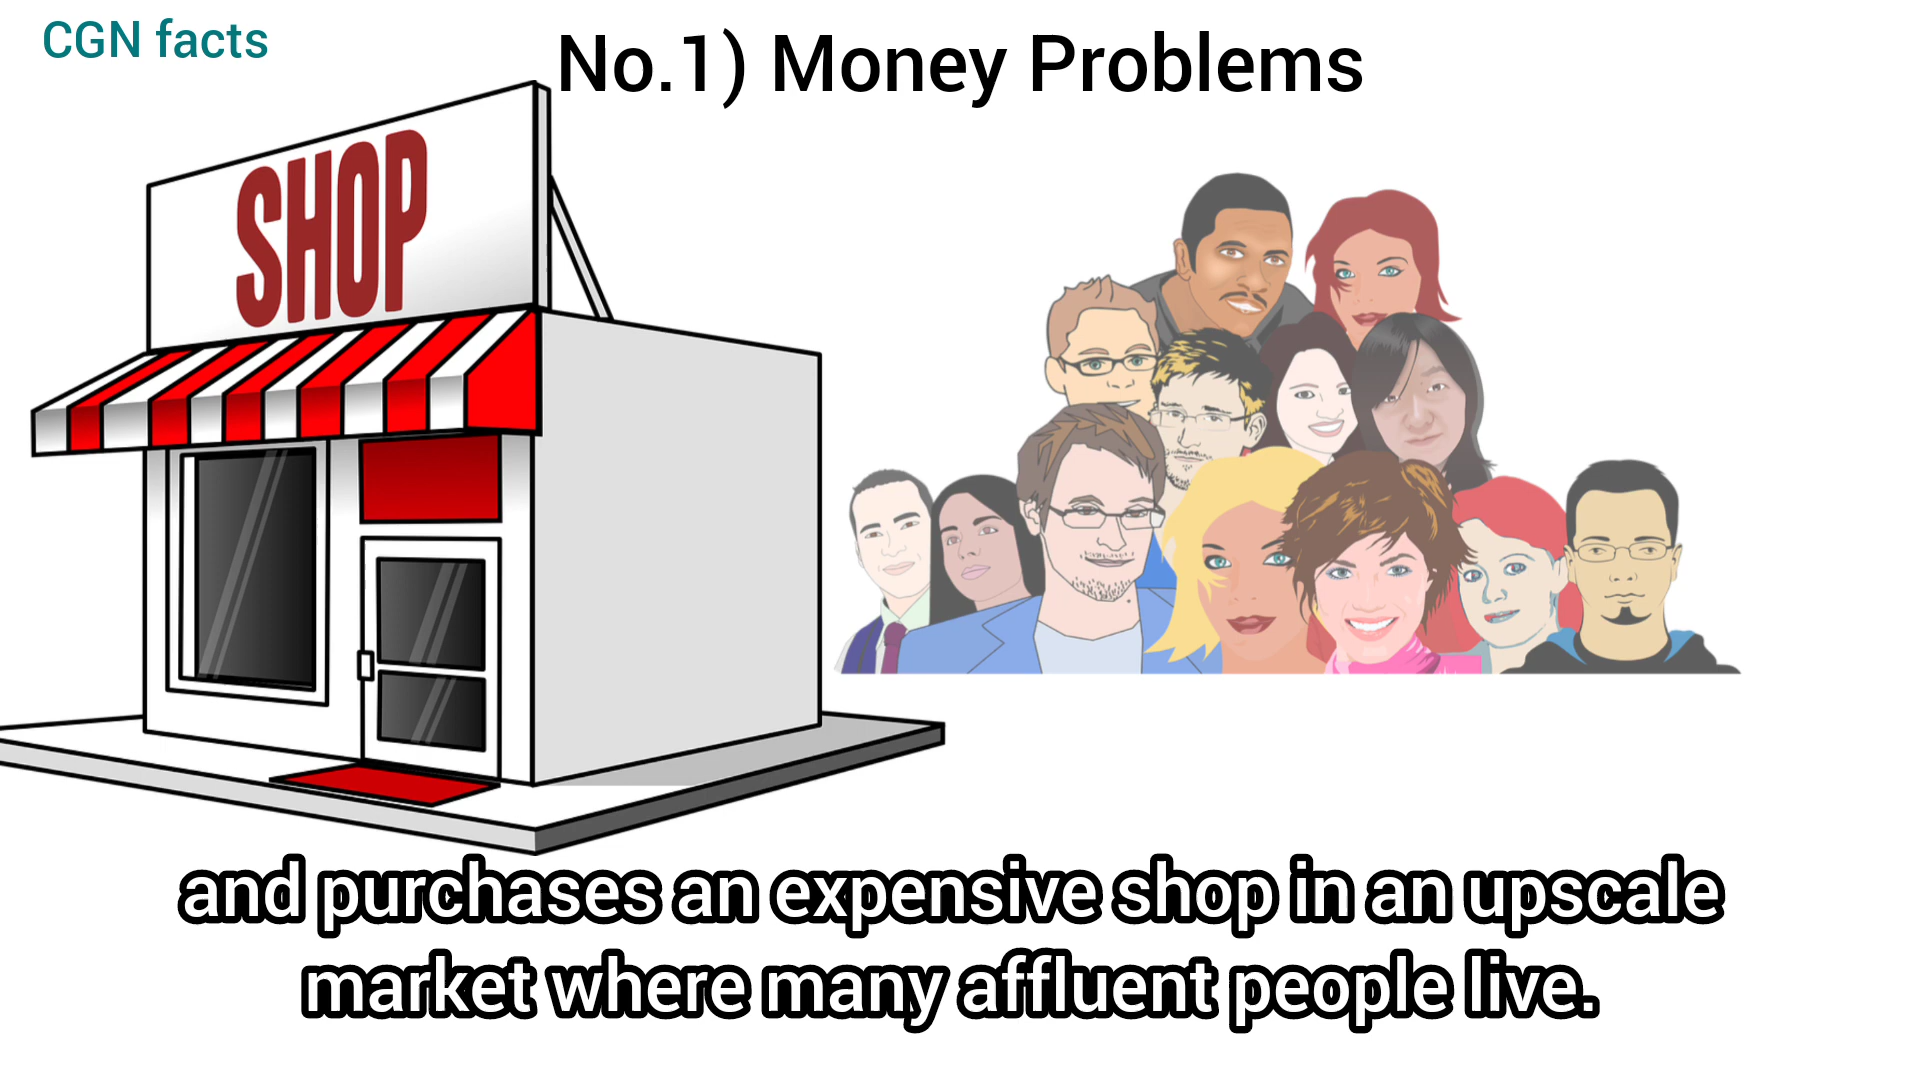 CGN facts
No.1) Money Problems
SHOP
and purchases an expensive shop in an upscale
market where many affluent people live.